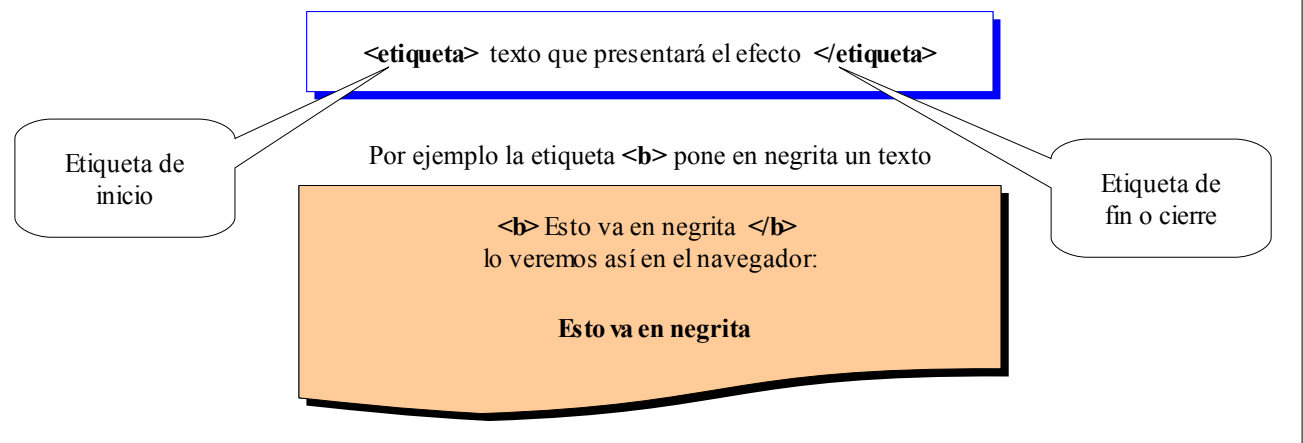 <etiqueta> texto que presentará el efecto </etiqueta>
Etiqueta de
inicio
Por ejemplo la etiqueta <b> pone en negrita un texto
Etiqueta de
fin o cierre
<b> Esto va en negrita </b>
lo veremos así en el navegador:
Esto va en negrita